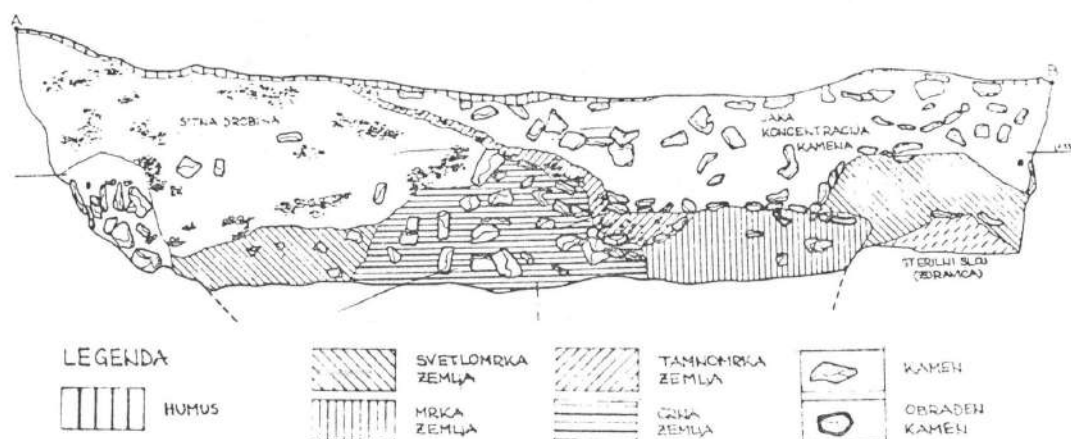 A
B
SITNA DROBINA
JAKA
KONCENTRACIJA
KAMENA
STERILNI SLOJ
(ZDRAVICA)
LEGENDA
HUMUS
SVETLOMRKA
ZEMLJA
MRKA
ZEMLJA
TAMNOMRKA
ZEMLJA
CRNA
ZEMLJA
KAMEN
OBRAĐEN
KAMEN